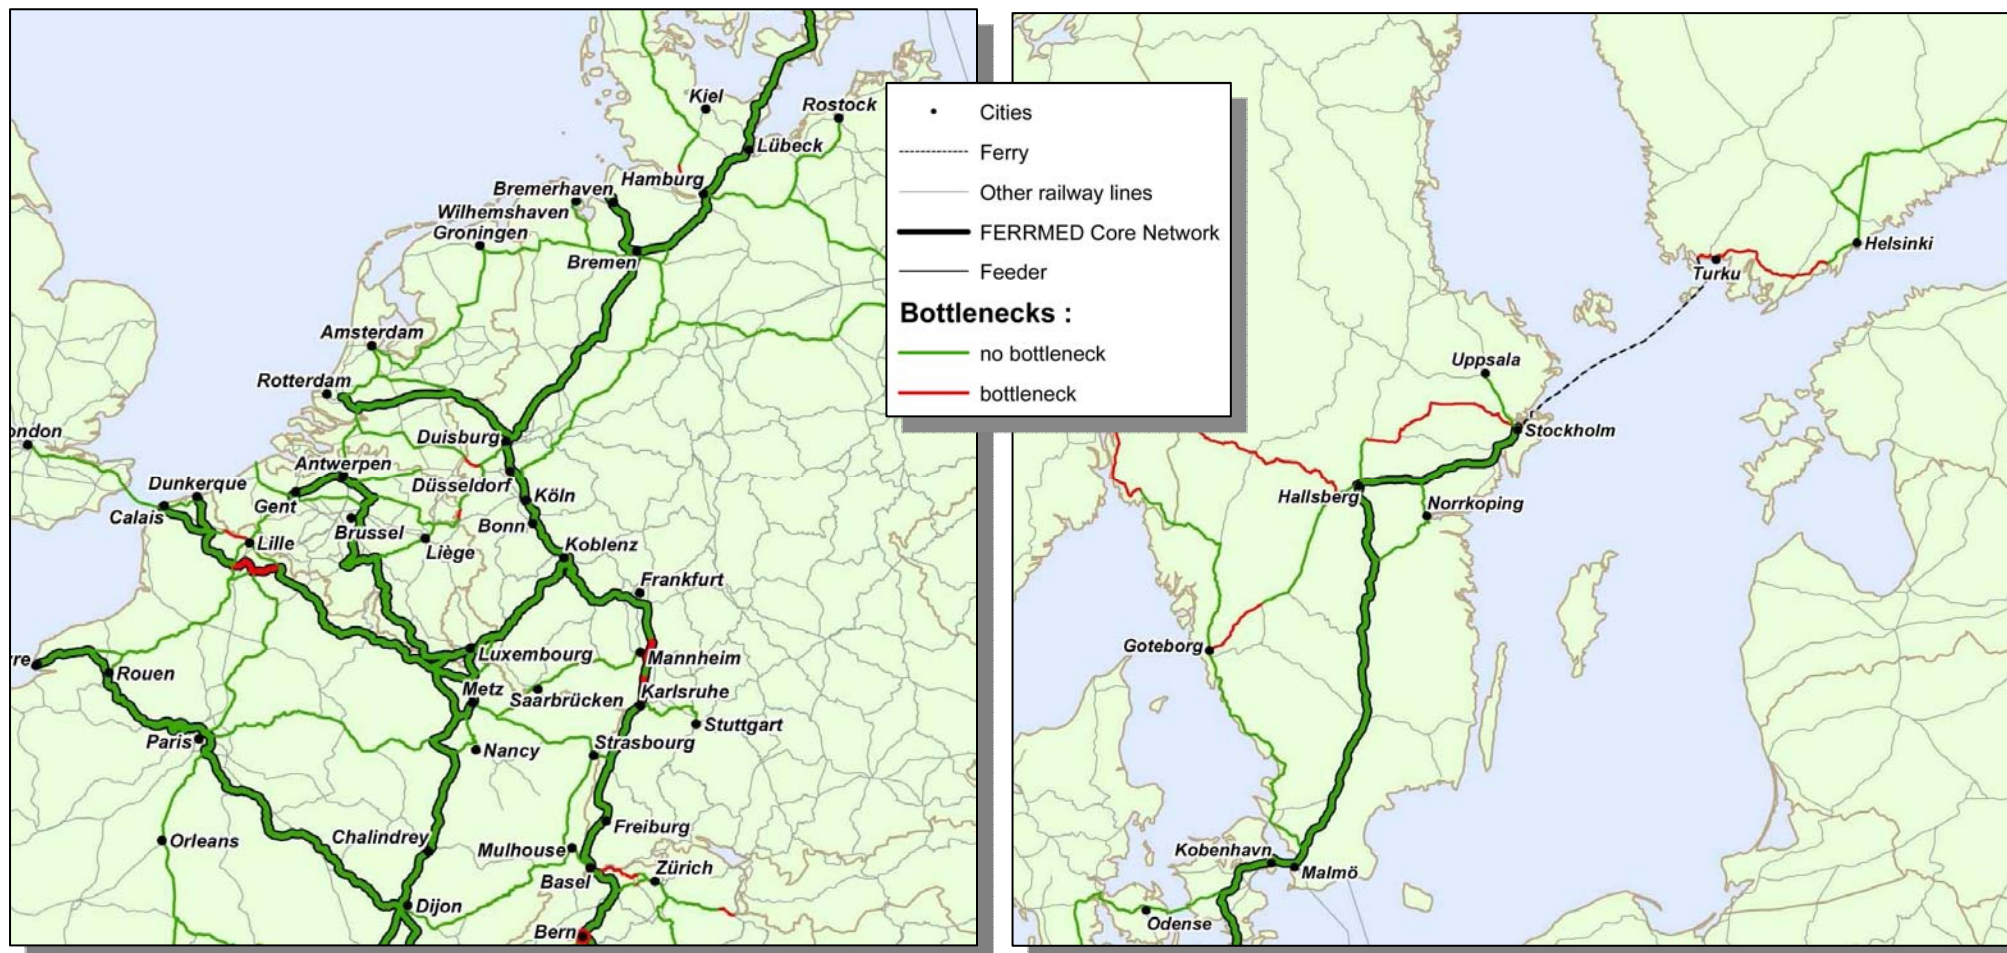 Kiel
Rostock
Lübeck
Hamburg
Bremerhaven
Wilhemshaven
Groningen
Bremen
Amsterdam
Rotterdam
ondon
Duisburg
Antwerpen
Dunkerque
Düsseldorf
Köln
Gent
Calais
Brussel
Bonn
Lille
Liège
Koblenz
Frankfurt
Luxembourg
Mannheim
vre
Rouen
Metz
Saarbrücken
Karlsruhe
Stuttgart
Paris
Nancy
Strasbourg
Orleans
Chalindrey
Freiburg
Mulhouse
Zürich
Basel
Dijon
Bern
Cities
Ferry
Other railway lines
FERRMED Core Network
Feeder
Bottlenecks :
no bottleneck
bottleneck
Helsinki
Turku
Uppsala
Stockholm
Hallsberg
Norrkoping
Goteborg
Kobenhavn
Malmö
Odense